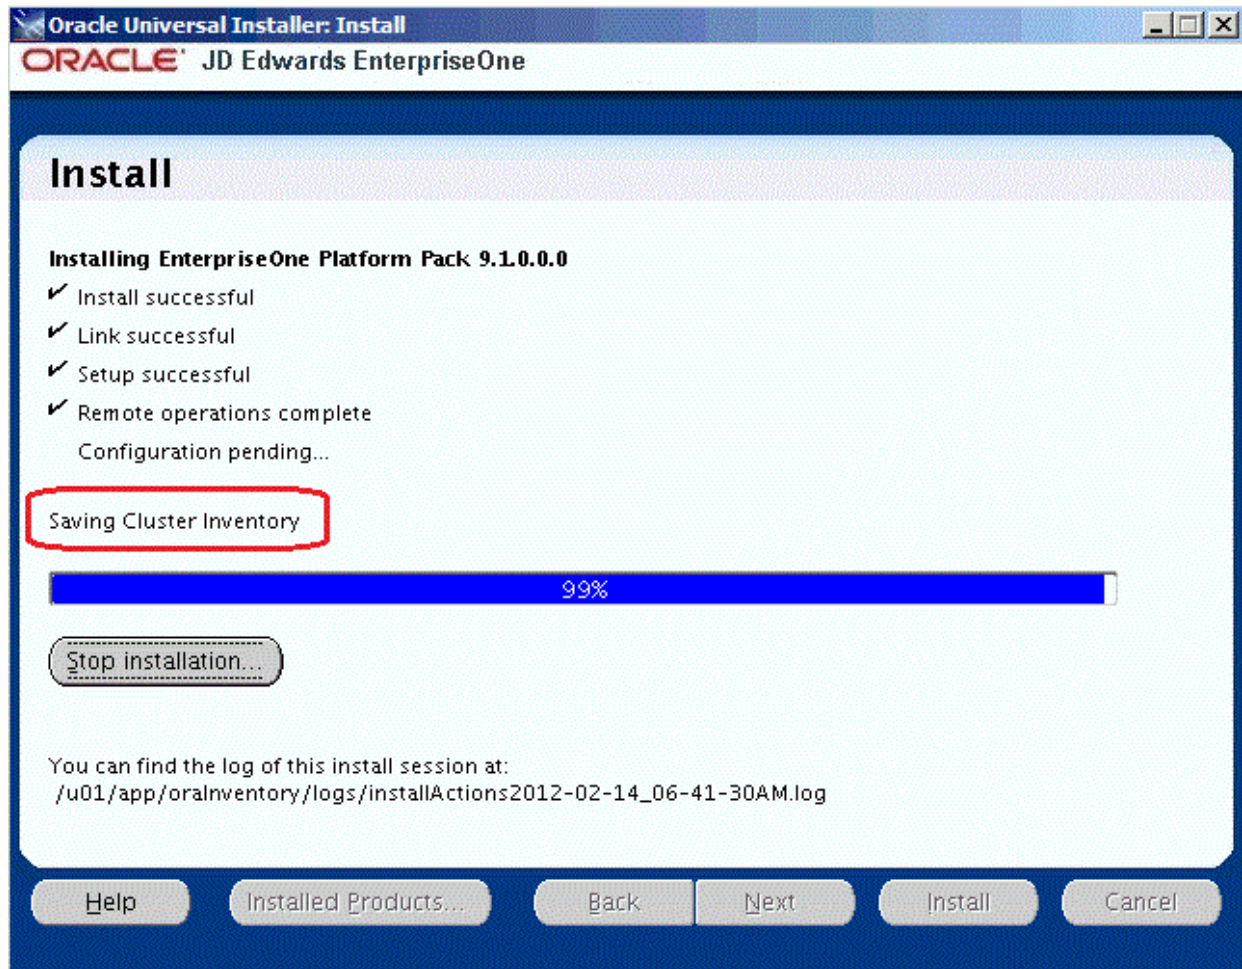 Oracle Universal Installer: Install
ORACLE JD Edwards EnterpriseOne
Install
Installing EnterpriseOne Platform Pack 9.1.0.0.0
Install successful
Link successful
Setup successful
Remote operations complete
Configuration pending...
Saving Cluster Inventory
99%
Stop installation...
You can find the log of this install session at:
/u01/app/oraInventory/logs/installActions2012-02-14_06-41-30AM.log
Help Installed Products... Back Next Install Cancel